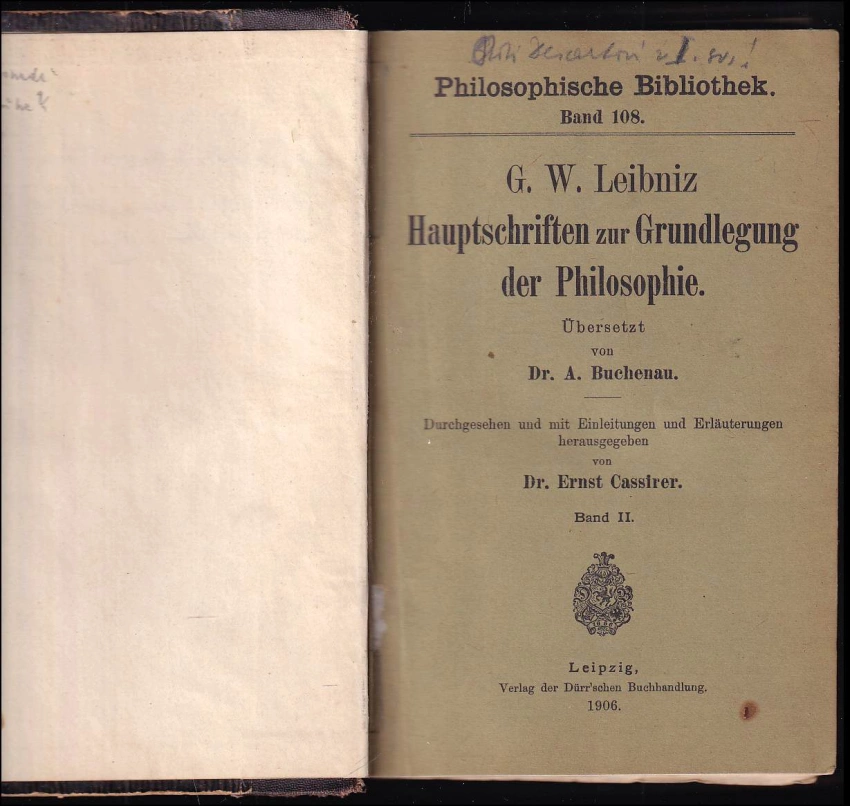 Philosophische Bibliothek.
Band 108.
G. W. Leibniz
Hauptschriften zur Grundlegung
der Philosophie.
Übersetzt
von
Dr. A. Buchenau.
Durchgesehen und mit Einleitungen und Erläuterungen
herausgegeben
von
Dr. Ernst Cassirer.
Band II.
Leipzig,
Verlag der Dürr'schen Buchhandlung.
1906.